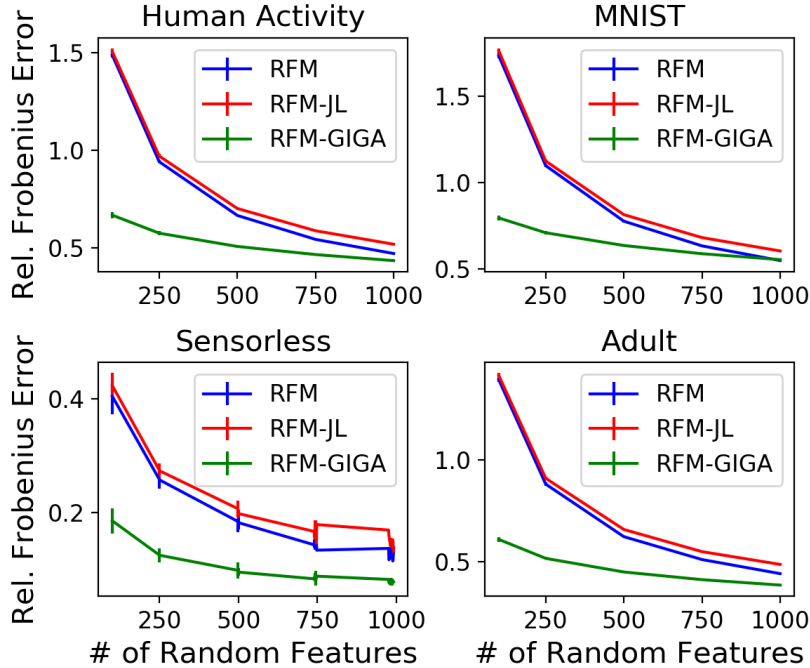 Human Activity
MNIST
Rel. Frobenius Error
1.5
1.0
0.5
RFM
RFM-JL
RFM-GIGA
250
500
750
1000
1.5
1.0
0.5
RFM
RFM-JL
RFM-GIGA
250
500
750
1000
Sensorless
Adult
Rel. Frobenius Error
0.4
0.2
RFM
RFM-JL
RFM-GIGA
250
500
750
1000
# of Random Features
1.0
0.5
RFM
RFM-JL
RFM-GIGA
250
500
750
1000
# of Random Features